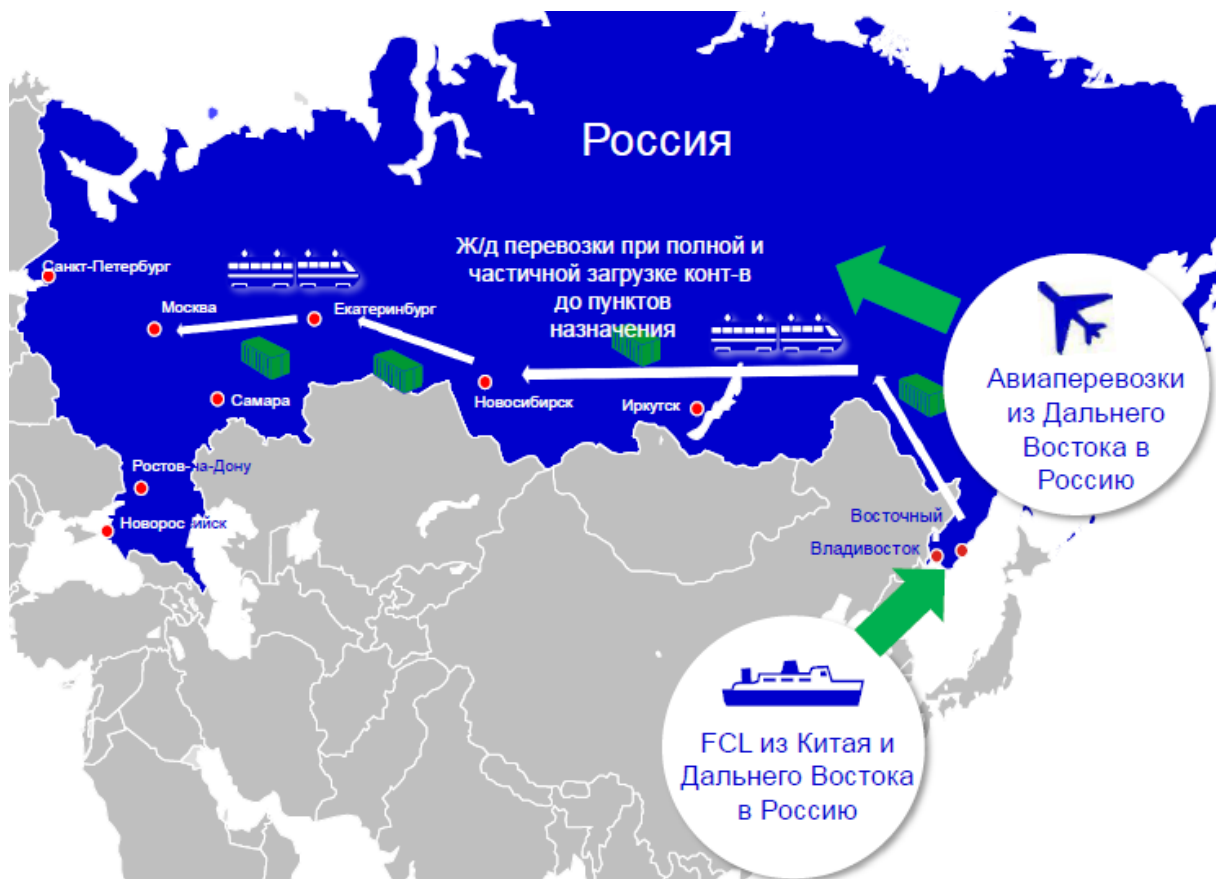 Россия
Ж/д перевозки при полной и
частичной загрузке конт-в
до пунктов
назначения
Санкт-Петербург
Москва
Екатеринбург
Самара
Новосибирск
Иркутск
Ростов-на-Дону
Новороссийск
Восточный
Владивосток
Авиаперевозки
из Дальнего
Востока в
Россию
FCL из Китая и
Дальнего Востока
в Россию